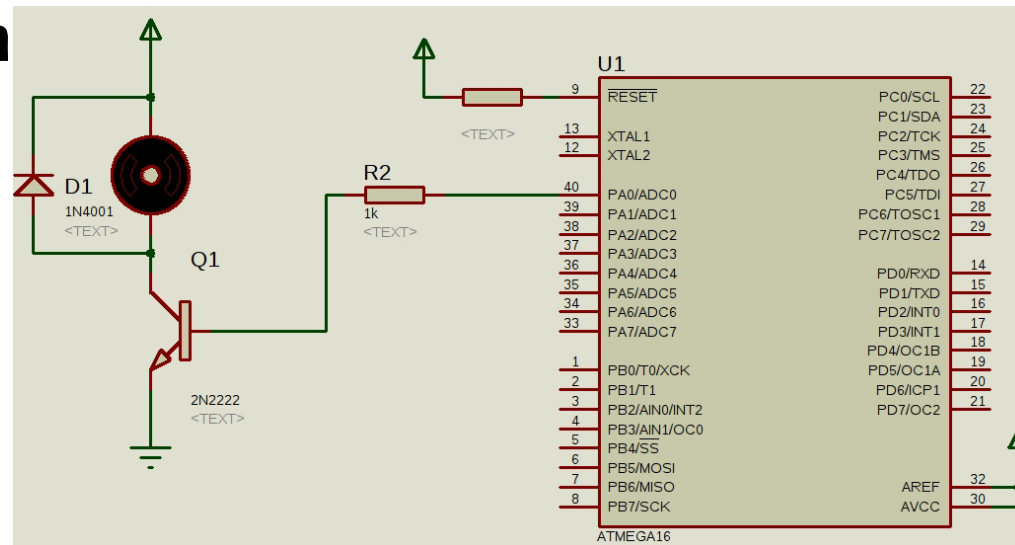 n
U1
9 RESET
PC0/SCL 22
PC1/SDA 23
<TEXT>
13 XTAL1
PC2/TCK 24
12 XTAL2
PC3/TMS 25
PC4/TDO 26
R2
D1
40 PA0/ADC0
PC5/TDI 27
1k
1N4001
39 PA1/ADC1
PC6/TOSC1 28
<TEXT>
<TEXT>
38 PA2/ADC2
PC7/TOSC2 29
37 PA3/ADC3
Q1
36 PA4/ADC4
PD0/RXD 14
35 PA5/ADC5
PD1/TXD 15
34 PA6/ADC6
PD2/INT0 16
33 PA7/ADC7
PD3/INT1 17
PD4/OC1B 18
1 PB0/T0/XCK
PD5/OC1A 19
2 PB1/T1
PD6/ICP1 20
2N2222
3 PB2/AIN0/INT2
PD7/OC2 21
<TEXT>
4 PB3/AIN1/OC0
5 PB4/SS
6 PB5/MOSI
7 PB6/MISO
AREF 32
8 PB7/SCK
AVCC 30
ATMEGA16